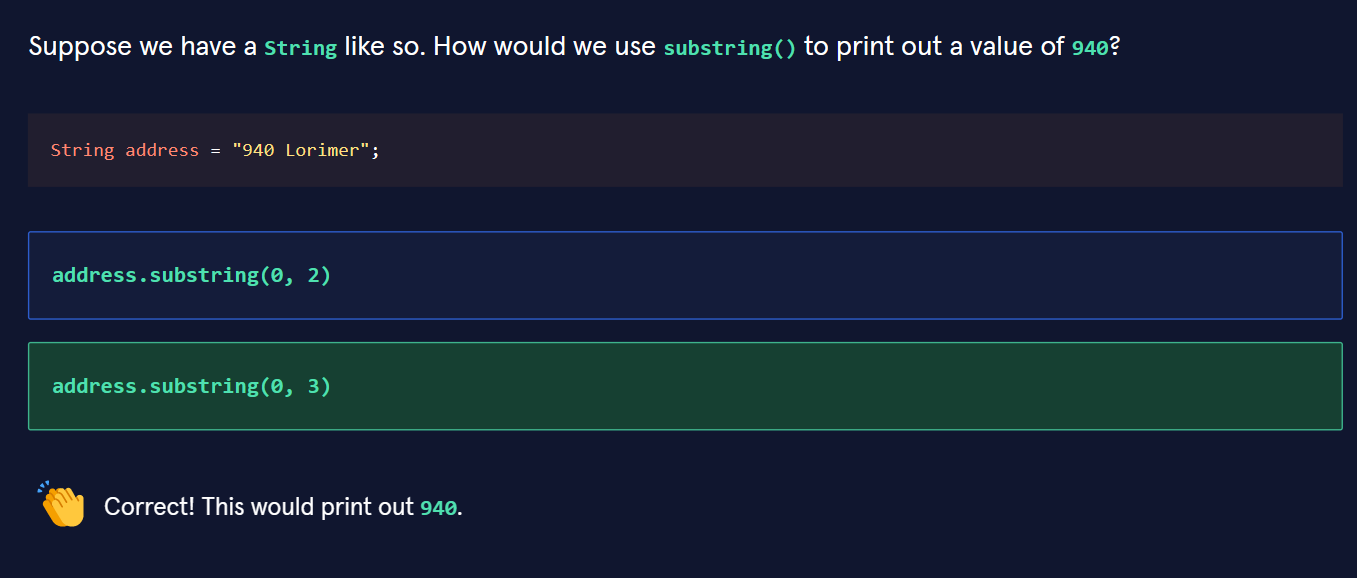 Suppose we have a String like so. How would we use substring() to print out a value of 940?
String address = "940 Lorimer";
address.substring(0, 2)
address.substring(0, 3)
Correct! This would print out 940.